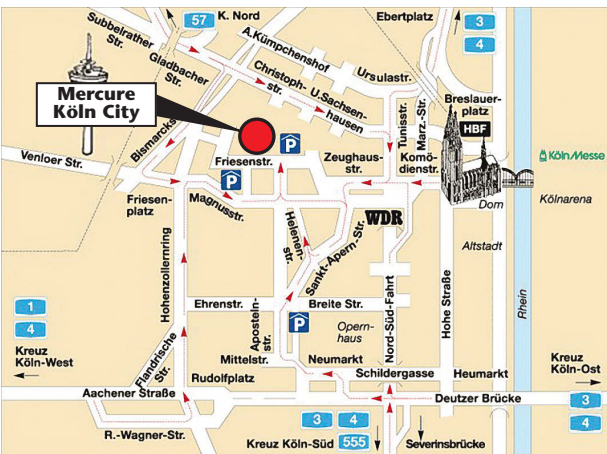 57
K. Nord
Ebertplatz
3
4
Subbelrather
Str.
Gladbacher
Str.
A.Kümpchenshof
Christoph-
str.
U.Sachsen-
hausen
Ursulastr.
Breslauer-
platz
HBF
Mercure
Köln City
Bismarckst
Tunisstr.
Marz.-Str.
Köln Messe
Venloer Str.
Friesenstr.
P
P
Zeughaus-
str.
Komö-
dienstr.
Friesen-
platz
Magnusstr.
Dom
Kölnarena
WDR
Helenen-
str.
Sankt-Apern-Str.
Altstadt
Hohenzollernring
Nord-Süd-Fahrt
Hohe Straße
Rhein
1
4
Kreuz
Köln-West
Ehrenstr.
Breite Str.
P
Apostein-
str.
Opern-
haus
Flandrische
Str.
Mittelstr.
Neumarkt
Schildergasse
Heumarkt
Kreuz
Köln-Ost
Rudolfplatz
Aachener Straße
Deutzer Brücke
3
4
R.-Wagner-Str.
3
4
Kreuz Köln-Süd
555
Severinsbrücke